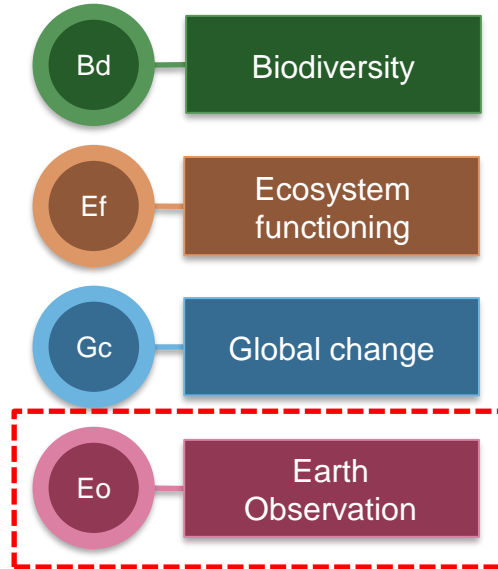 Bd
Biodiversity
Ef
Ecosystem
functioning
Gc
Global change
Eo
Earth
Observation